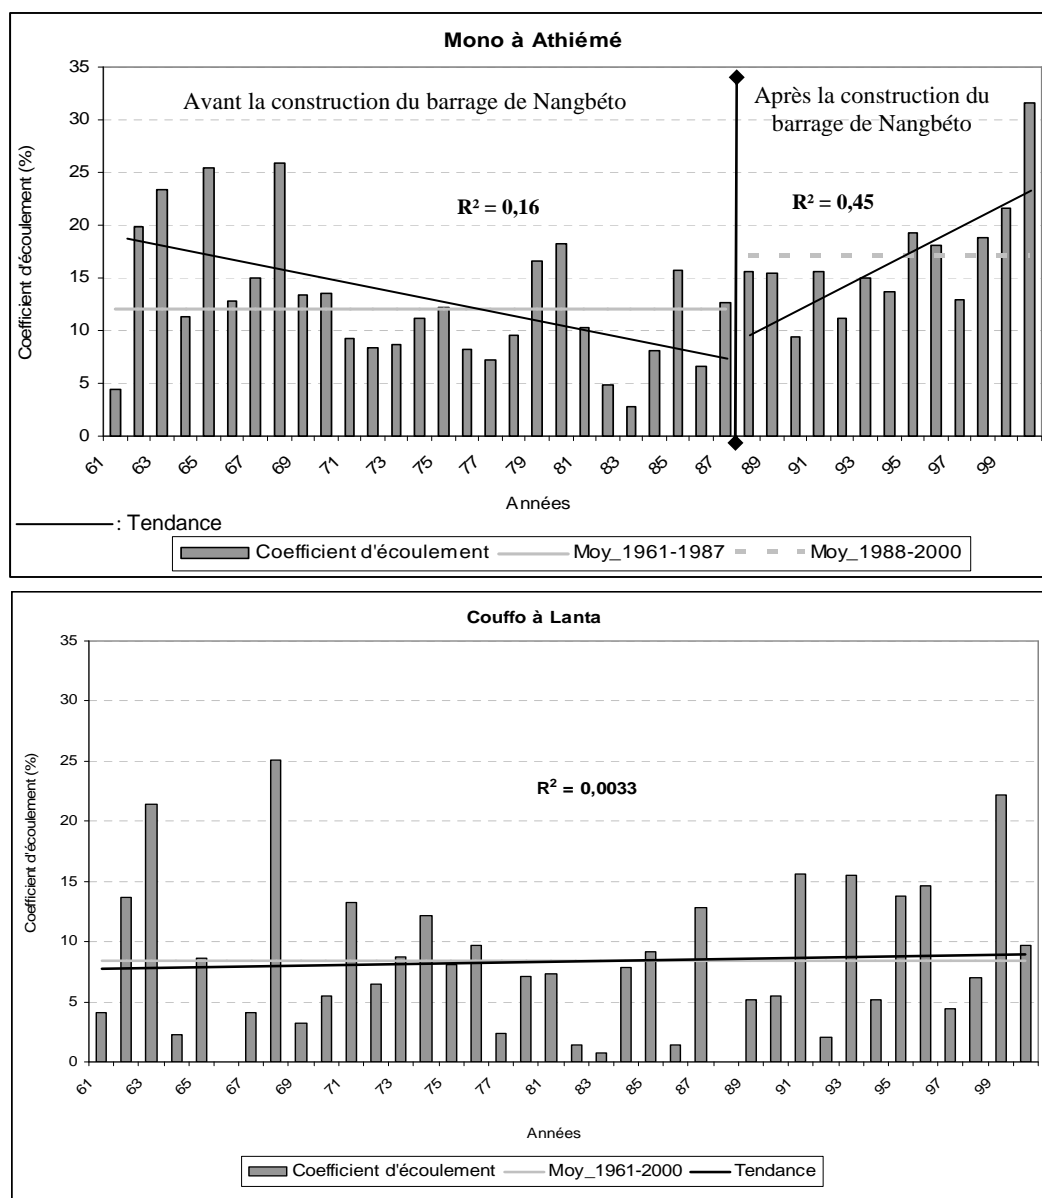 Mono à Athiémé
35
30
25
20
15
10
5
0
Coefficient d'écoulement (%)
Avant la construction du barrage de Nangbéto
Après la construction du
barrage de Nangbéto
R² = 0,16
R² = 0,45
61 63 65 67 69 71 73 75 77 79 81 83 85 87 89 91 93 95 97 99
Années
: Tendance
Coefficient d'écoulement Moy_1961-1987 Moy_1988-2000
Couffo à Lanta
35
30
25
20
15
10
5
0
Coefficient d'écoulement (%)
R² = 0,0033
61 63 65 67 69 71 73 75 77 81 83 85 87 89 91 93 95 97 99
Années
Coefficient d'écoulement Moy_1961-2000 Tendance